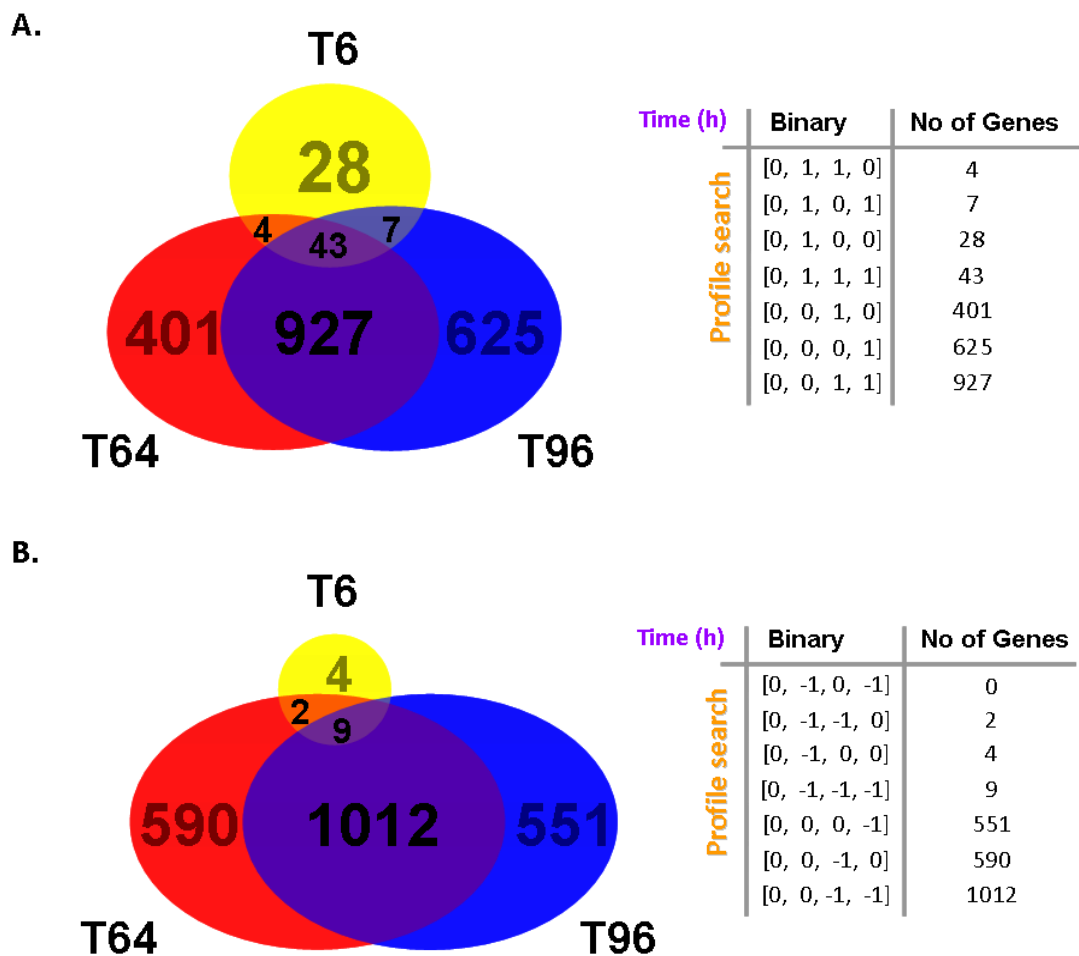 A.
T6
28
4
7
43
401
927
625
T64
T96
Time (h)
Binary
No of Genes
Profile search
[0, 1, 1, 0]
4
[0, 1, 0, 1]
7
[0, 1, 0, 0]
28
[0, 1, 1, 1]
43
[0, 0, 1, 0]
401
[0, 0, 0, 1]
625
[0, 0, 1, 1]
927
B.
T6
4
2
9
590
1012
551
T64
T96
Time (h)
Binary
No of Genes
Profile search
[0, -1, 0, -1]
0
[0, -1, -1, 0]
2
[0, -1, 0, 0]
4
[0, -1, -1, -1]
9
[0, 0, 0, -1]
551
[0, 0, -1, 0]
590
[0, 0, -1, -1]
1012